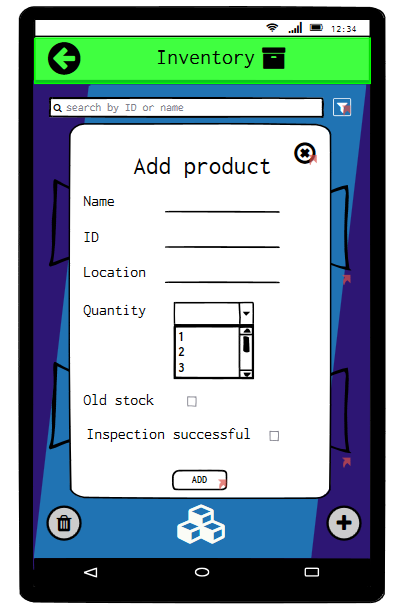 12:34
Inventory
search by ID or name
Add product
Name
ID
Location
Quantity
1
2
3
Old stock
Inspection successful
ADD